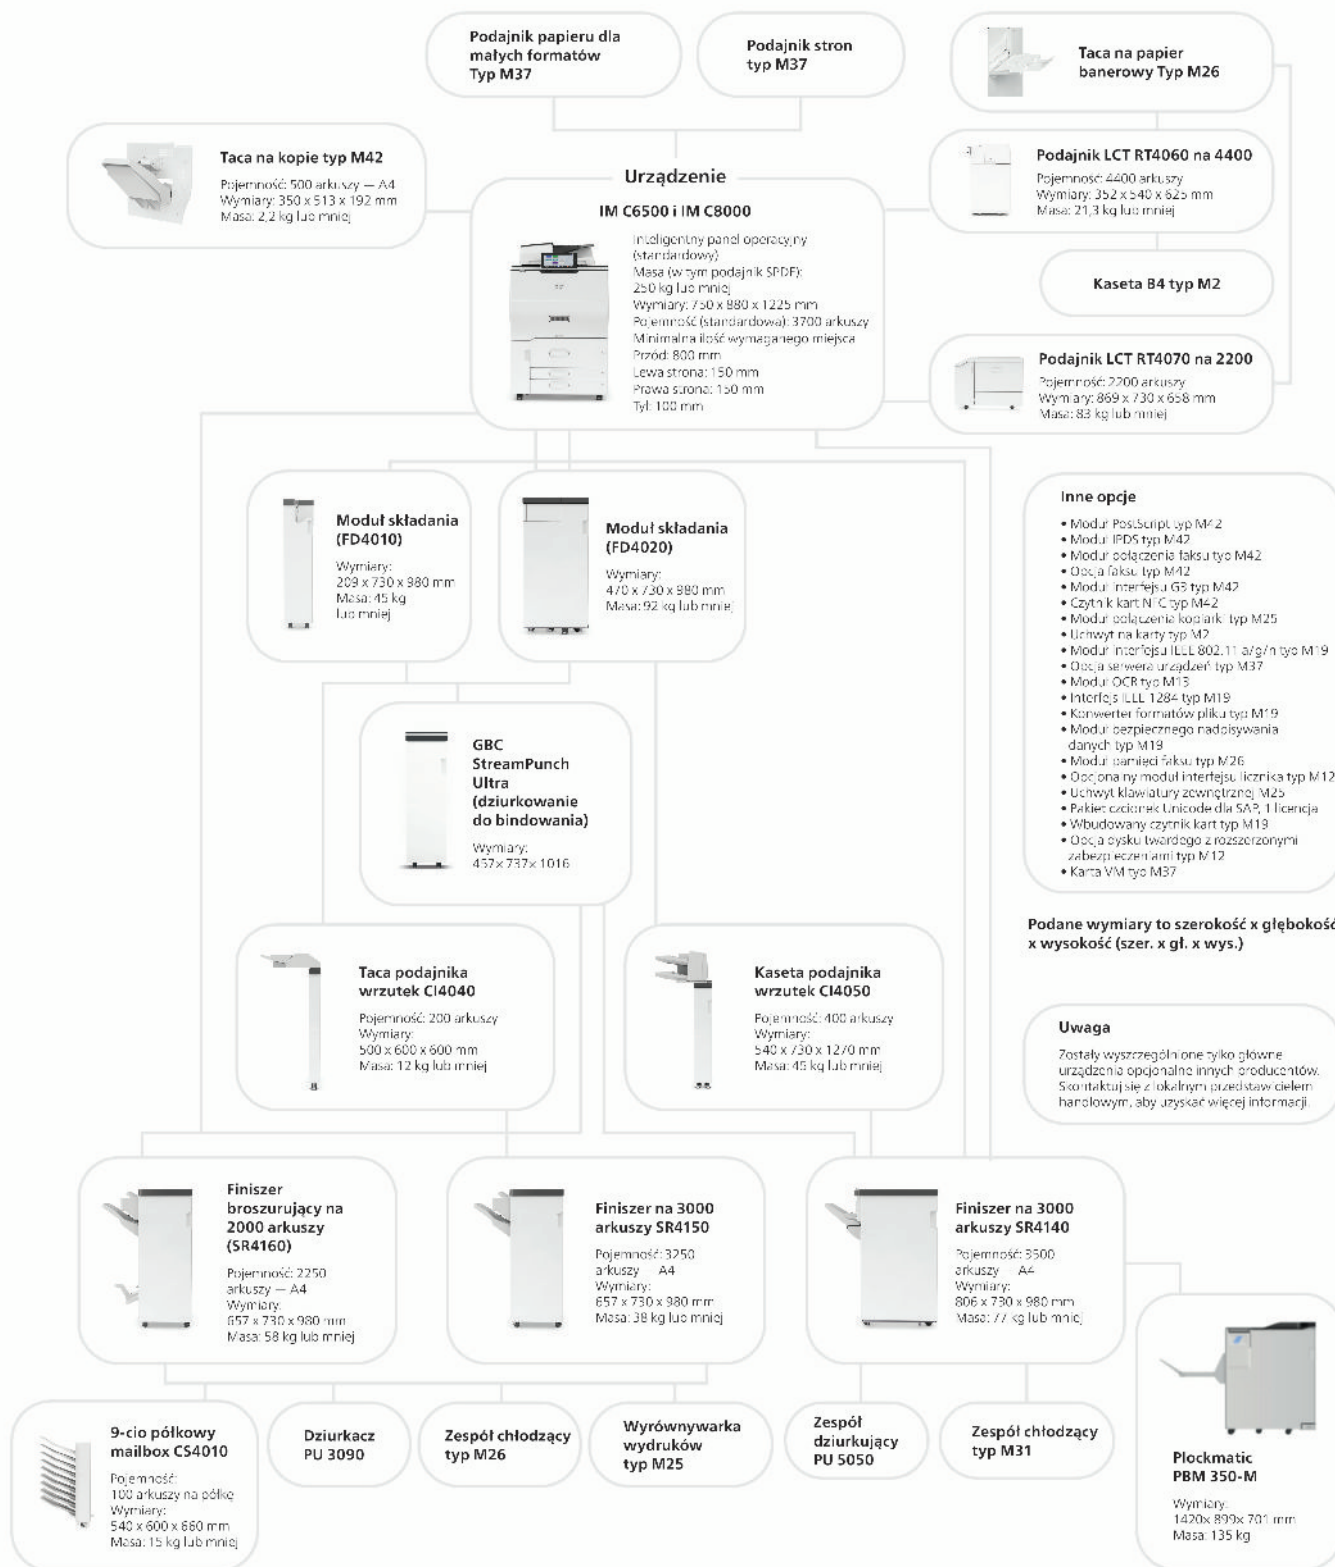 Podajnik papieru dla
małych formatów
Typ M37
Podajnik stron
typ M37
Taca na papier
banerowy Typ M26
Taca na kopie typ M42
Pojemność: 500 arkuszy — A4
Wymiary: 350 x 513 x 192 mm
Masa: 2,2 kg lub mniej
Urządzenie
IM C6500 i IM C8000
Inteligentny panel operacyjny
(standardowy)
Masa (w tym podajnik SPDF):
250 kg lub mniej
Wymiary: 750 x 880 x 1225 mm
Pojemność (standardowa): 3700 arkuszy
Minimalna ilość wymaganego miejsca
Przód: 800 mm
Lewa strona: 150 mm
Prawa strona: 150 mm
Tył: 100 mm
Podajnik LCT RT4060 na 4400
Pojemność: 4400 arkuszy
Wymiary: 352 x 540 x 625 mm
Masa: 21,3 kg lub mniej
Kaseta B4 typ M2
Podajnik LCT RT4070 na 2200
Pojemność: 2200 arkuszy
Wymiary: 869 x 730 x 658 mm
Masa: 83 kg lub mniej
Moduł składania
(FD4010)
Wymiary:
209 x 730 x 980 mm
Masa: 45 kg
lub mniej
Moduł składania
(FD4020)
Wymiary:
470 x 730 x 980 mm
Masa: 92 kg lub mniej
Inne opcje
• Moduł PostScript typ M42
• Moduł IPDS typ M42
• Moduł połączenia faksu typ M42
• Opcja faksu typ M42
• Moduł interfejsu G3 typ M42
• Czytnik kart NFC typ M42
• Moduł połączenia kopiarki typ M25
• Uchwyt na karty typ M2
• Moduł interfejsu IEEE 802.11 a/g/n typ M19
• Opcja serwera urządzeń typ M37
• Moduł OCR typ M13
• Interfejs IEEE 1284 typ M19
• Konwerter formatów pliku typ M19
• Moduł bezpiecznego nadpisywania
danych typ M19
• Moduł pamięci faksu typ M26
• Opcjonalny moduł interfejsu licznika typ M12
• Uchwyt klawiatury zewnętrznej M25
• Pakiet czcionek Unicode dla SAP, 1 licencja
• Wbudowany czytnik kart typ M19
• Opcja dysku twardego z rozszerzonymi
zabezpieczeniami typ M12
• Karta VM typ M37
GBC
StreamPunch
Ultra
(dziurkowanie
do bindowania)
Wymiary:
457x 737x 1016
Podane wymiary to szerokość x głębokość
x wysokość (szer. x gł. x wys.)
Taca podajnika
wrzutek CI4040
Pojemność: 200 arkuszy
Wymiary:
500 x 600 x 600 mm
Masa: 12 kg lub mniej
Kaseta podajnika
wrzutek CI4050
Pojemność: 400 arkuszy
Wymiary:
540 x 730 x 1270 mm
Masa: 45 kg lub mniej
Uwaga
Zostały wyszczególnione tylko główne
urządzenia opcjonalne innych producentów.
Skontaktuj się z lokalnym przedstawicielem
handlowym, aby uzyskać więcej informacji.
Finiszer
broszurujący na
2000 arkuszy
(SR4160)
Pojemność: 2250
arkuszy — A4
Wymiary:
657 x 730 x 980 mm
Masa: 58 kg lub mniej
Finiszer na 3000
arkuszy SR4150
Pojemność: 3250
arkuszy — A4
Wymiary:
657 x 730 x 980 mm
Masa: 38 kg lub mniej
Finiszer na 3000
arkuszy SR4140
Pojemność: 3500
arkuszy — A4
Wymiary:
806 x 730 x 980 mm
Masa: 77 kg lub mniej
9-cio półkowy
mailbox CS4010
Pojemność:
100 arkuszy na półkę
Wymiary:
540 x 600 x 660 mm
Masa: 15 kg lub mniej
Dziurkacz
PU 3090
Zespół chłodzący
typ M26
Wyrównywarka
wydruków
typ M25
Zespół
dziurkujący
PU 5050
Zespół chłodzący
typ M31
Plockmatic
PBM 350-M
Wymiary:
1420x 899x 701 mm
Masa: 135 kg